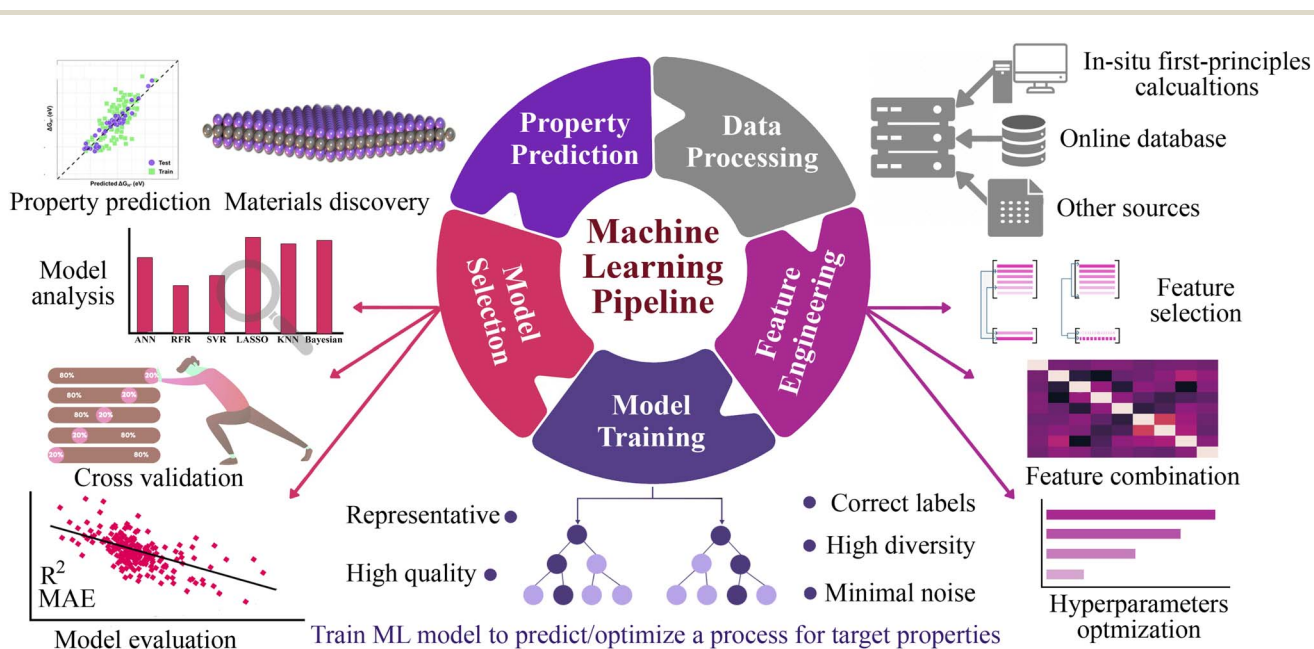 Property
Prediction
Data
Processing
Machine
Learning
Pipeline
Model
Selection
Feature
Engineering
Model
Training
ΔG
(eV)
Test
Train
Predicted ΔG
(eV)
Property prediction
Materials discovery
Model
analysis
ANN RFR SVR LASSO KNN Bayesian
80% 20%
80% 20%
80% 20%
20% 80%
20% 80%
Cross validation
R²
MAE
Model evaluation
In-situ first-principles
calcualtions
Online database
Other sources
Feature
selection
Feature combination
Hyperparameters
optmization
Representative
High quality
Correct labels
High diversity
Minimal noise
Train ML model to predict/optimize a process for target properties